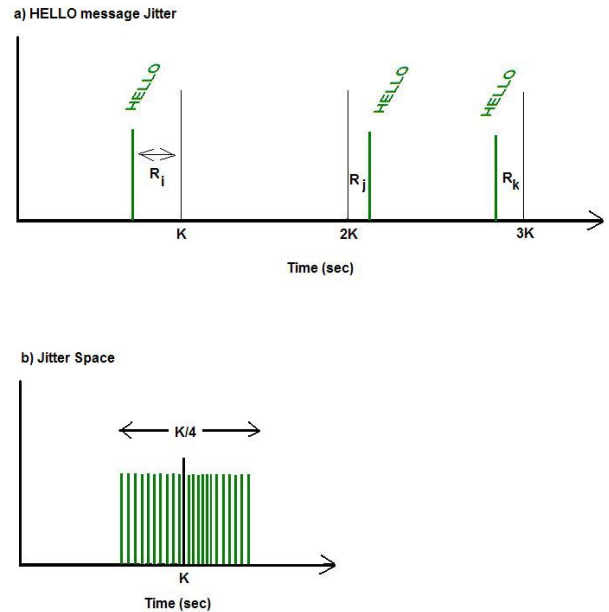 a) HELLO message Jitter
HELLO
HELLO
HELLO
Ri
Rj
Rk
K
2K
3K
Time (sec)
b) Jitter Space
K/4
K
Time (sec)